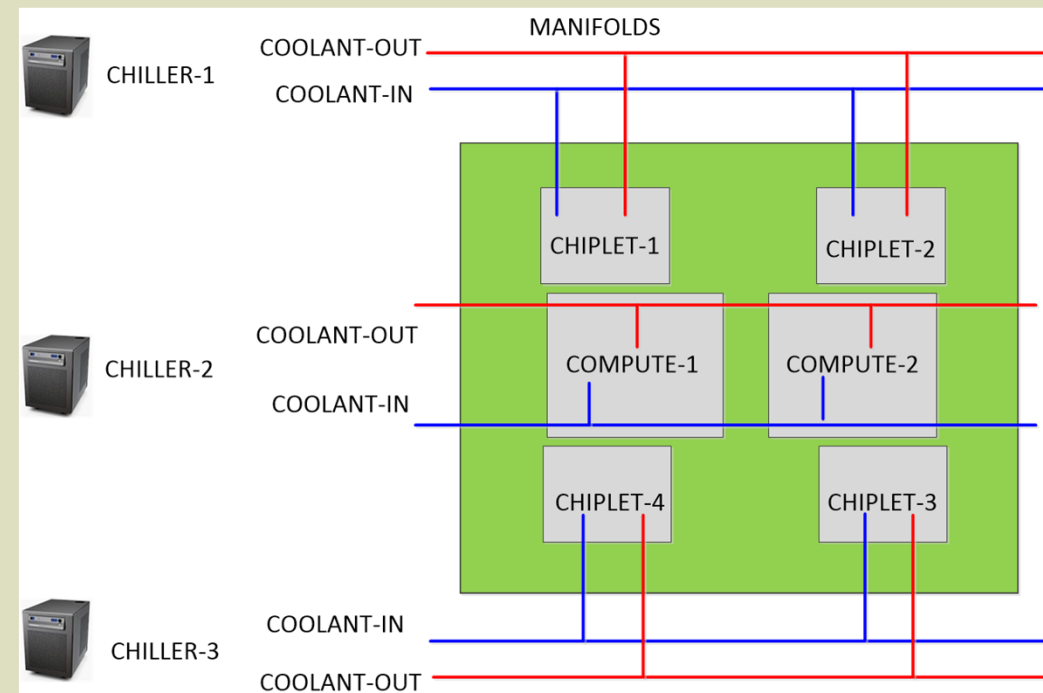 MANIFOLDS
COOLANT-OUT
CHILLER-1
COOLANT-IN
CHIPLET-1
CHIPLET-2
COOLANT-OUT
CHILLER-2
COMPUTE-1
COMPUTE-2
COOLANT-IN
CHIPLET-4
CHIPLET-3
COOLANT-IN
CHILLER-3
COOLANT-OUT